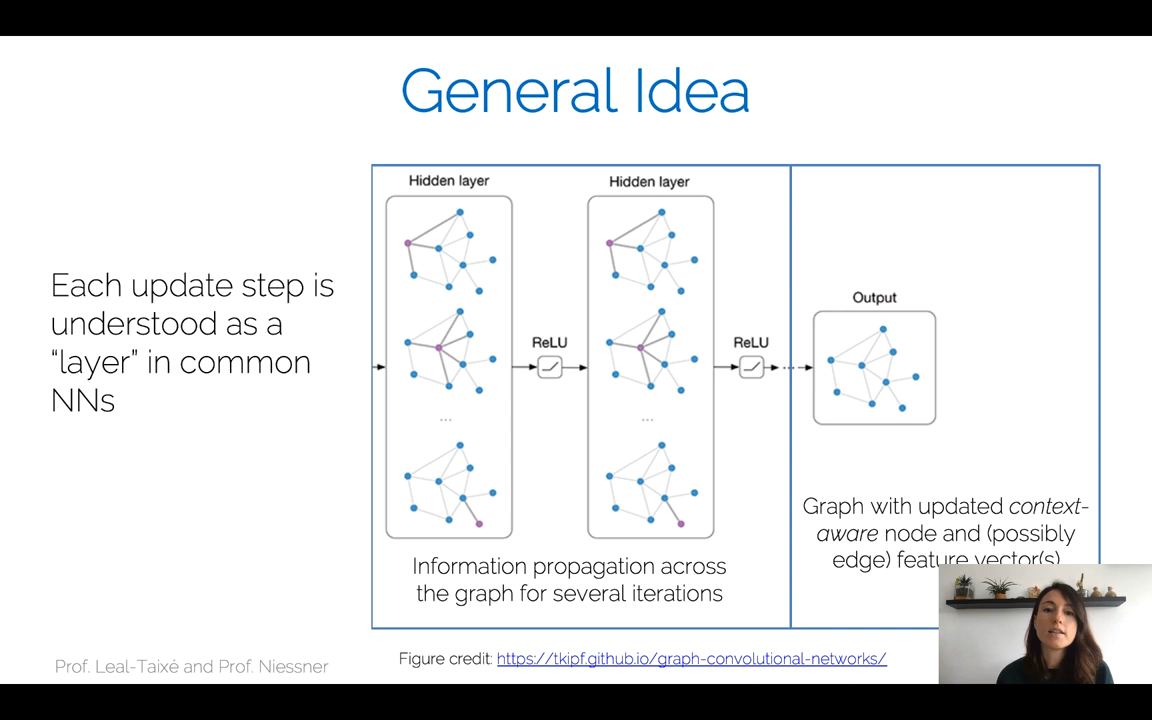 General Idea
Each update step is
understood as a
“layer” in common
NNs
Hidden layer
Hidden layer
ReLU
ReLU
Output
...
...
Information propagation across
the graph for several iterations
Graph with updated context-
aware node and (possibly
edge) feature vector(s)
Prof. Leal-Taixé and Prof. Niessner
Figure credit: https://tkipf.github.io/graph-convolutional-networks/